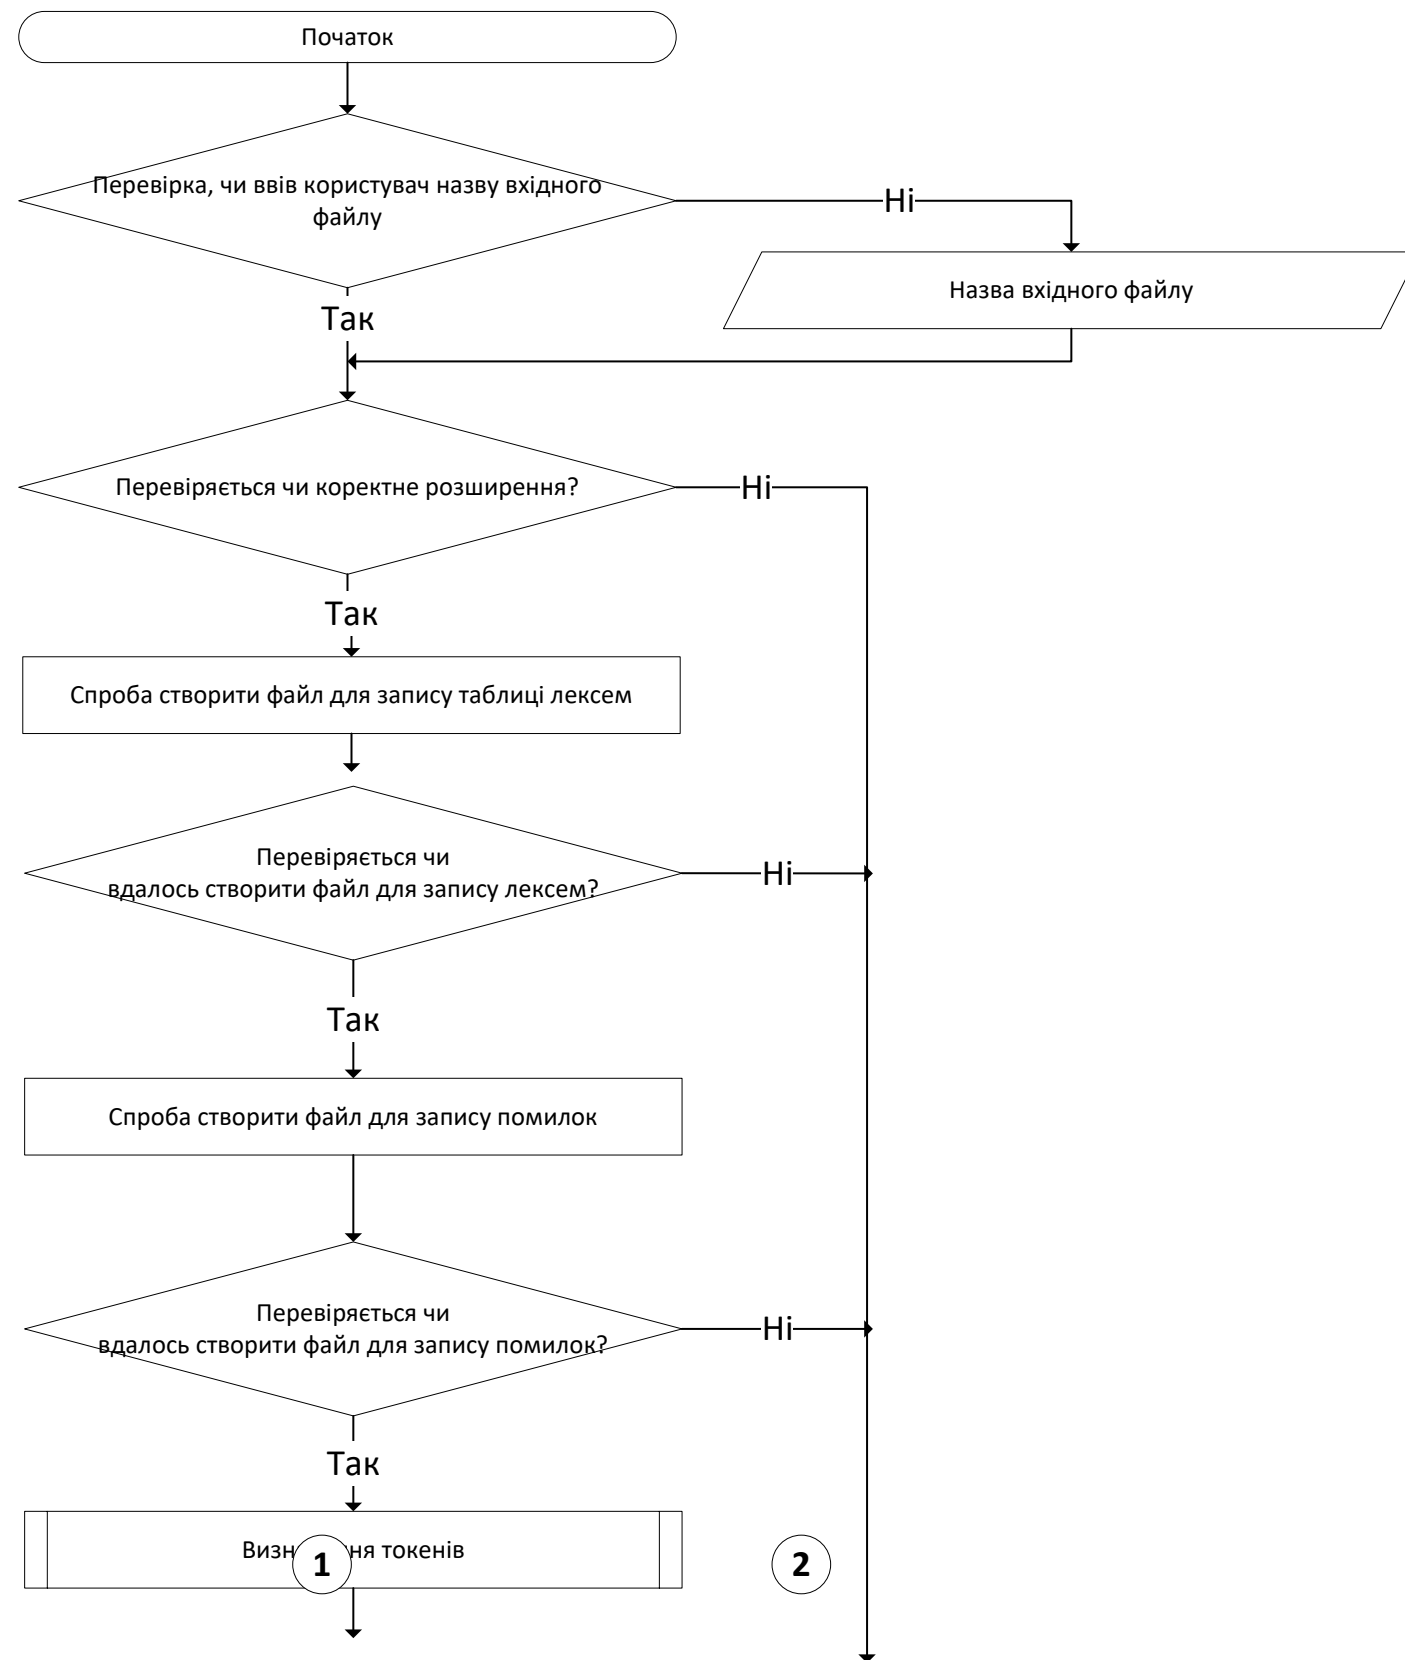 Початок
Перевірка, чи ввів користувач назву вхідного
файлу
Ні
Назва вхідного файлу
Так
Перевіряється чи коректне розширення?
Ні
Так
Спроба створити файл для запису таблиці лексем
Перевіряється чи
вдалось створити файл для запису лексем?
Ні
Так
Спроба створити файл для запису помилок
Перевіряється чи
вдалось створити файл для запису помилок?
Ні
Так
токенів
1
2